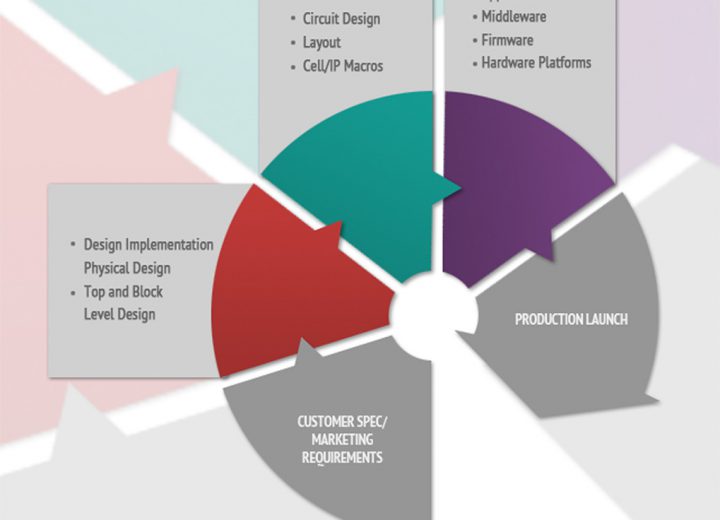 • Circuit Design
• Layout
• Cell/IP Macros
• Middleware
• Firmware
• Hardware Platforms
• Design Implementation
Physical Design
• Top and Block
Level Design
PRODUCTION LAUNCH
CUSTOMER SPEC/
MARKETING
REQUIREMENTS